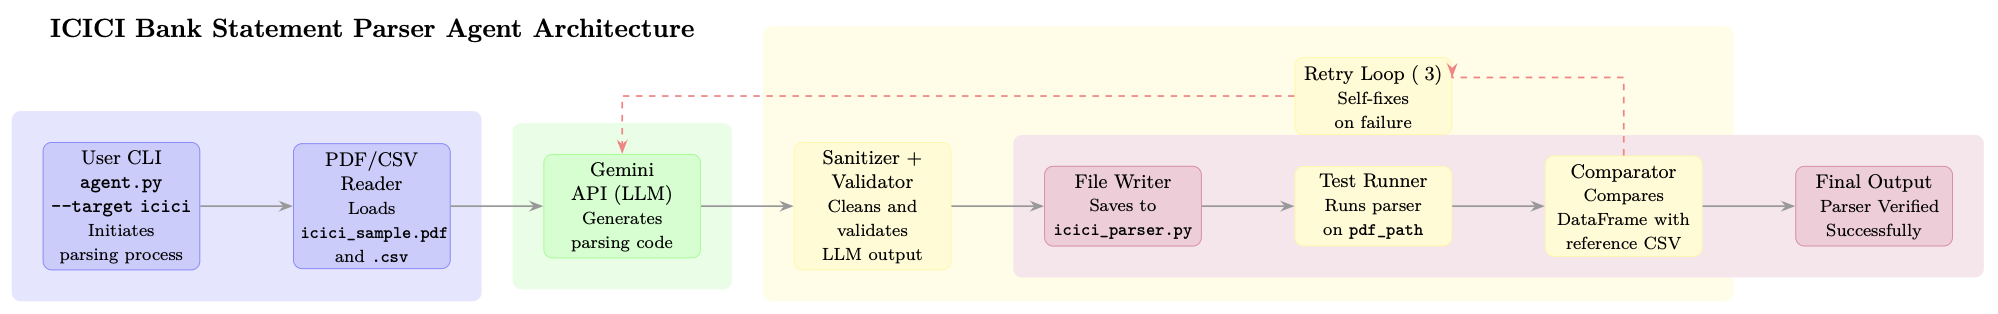 ICICI Bank Statement Parser Agent Architecture
User CLI
agent.py
--target icici
Initiates
parsing process
PDF/CSV
Reader
Loads
icici_sample.pdf
and .csv
Gemini
API (LLM)
Generates
parsing code
Sanitizer +
Validator
Cleans and
validates
LLM output
File Writer
Saves to
icici_parser.py
Retry Loop ( 3)
Self-fixes
on failure
Test Runner
Runs parser
on pdf_path
Comparator
Compares
DataFrame with
reference CSV
Final Output
Parser Verified
Successfully